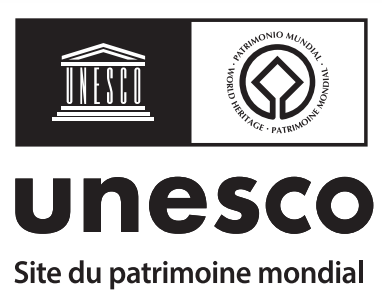 UNESCO
PATRIMONIO MUNDIAL • WORLD HERITAGE • PATRIMOINE MONDIAL •
unesco
Site du patrimoine mondial